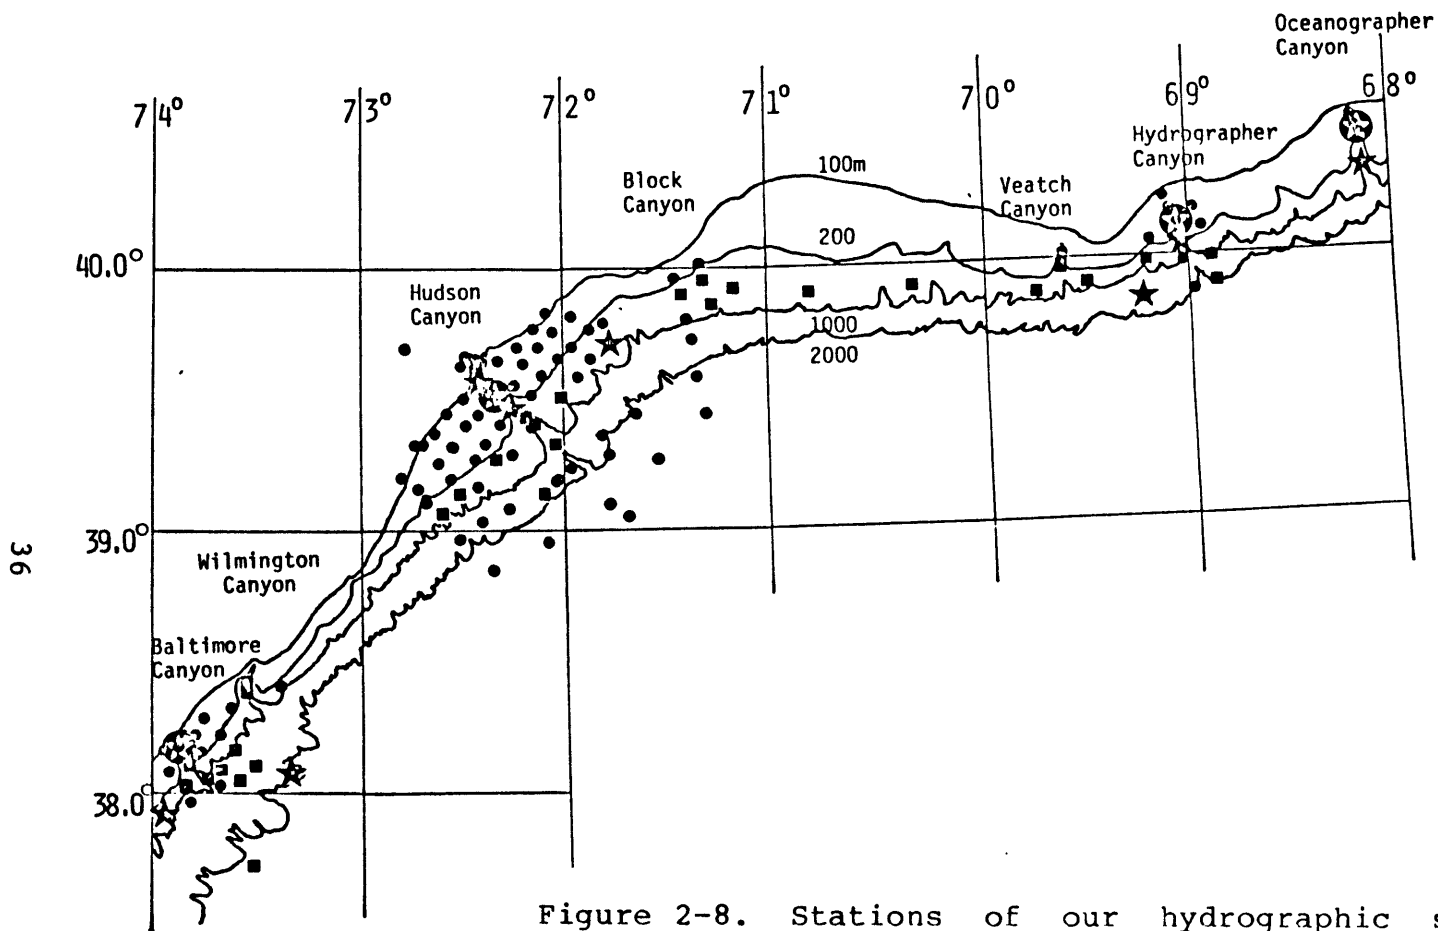 Oceanographer
Canyon
74° 73° 72° 71° 70° 69° 68°
Hydrographer
Canyon
100m
Block
Canyon
Veatch
Canyon
200
40.0°
Hudson
Canyon
1000
2000
39.0°
36
Wilmington
Canyon
Baltimore
Canyon
38.0°
Figure 2-8. Stations of our hydrographic s